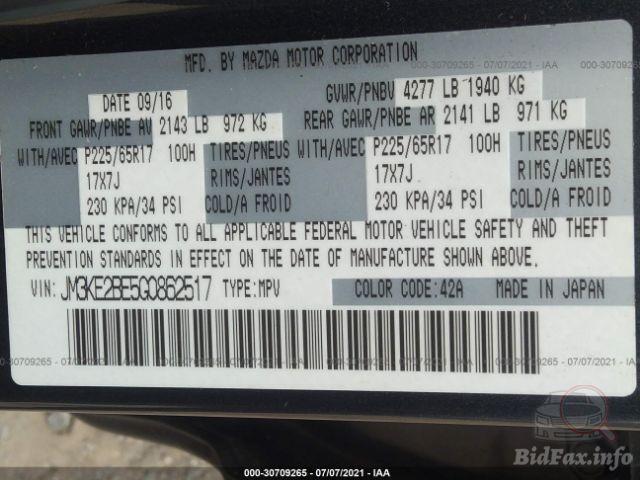 MFD. BY MAZDA MOTOR CORPORATION
DATE 09/16
GVWR/PNBV 4277 LB 1940 KG
FRONT GAWR/PNBE AV 2143 LB 972 KG
REAR GAWR/PNBE AR 2141 LB 971 KG
WITH/AVEC P225/65R17 100H TIRES/PNEUS
WITH/AVEC P225/65R17 100H TIRES/PNEUS
17X7J RIMS/JANTES
17X7J RIMS/JANTES
230 KPA/34 PSI COLD/A FROID
230 KPA/34 PSI COLD/A FROID
THIS VEHICLE CONFORMS TO ALL APPLICABLE FEDERAL MOTOR VEHICLE SAFETY AND THEFT
PREVENTION STANDARDS IN EFFECT ON THE DATE OF MANUFACTURE SHOWN ABOVE.
VIN: JM3KE2BE5G0862517 TYPE:MPV
COLOR CODE:42A MADE IN JAPAN
000-30709265 - 07/07/2021 - IAA
BidFax.info